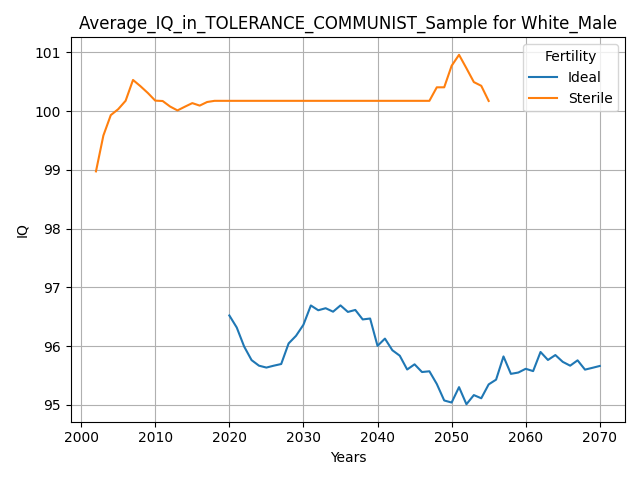 Average_IQ_in_TOLERANCE_COMMUNIST_Sample for White_Male
Fertility
Ideal
Sterile
IQ
101
100
99
98
97
96
95
2000 2010 2020 2030 2040 2050 2060 2070
Years